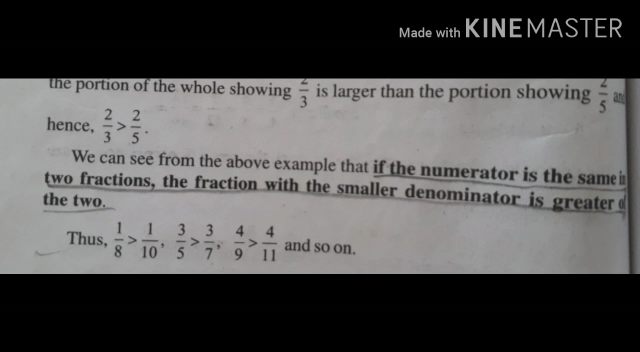 Made with KINEMASTER
the portion of the whole showing 2/3 is larger than the portion showing 2/5 and
hence, 2/3 > 2/5.
We can see from the above example that if the numerator is the same in
two fractions, the fraction with the smaller denominator is greater of
the two.
Thus, 1/8 > 1/10, 3/5 > 3/7, 4/9 > 4/11 and so on.